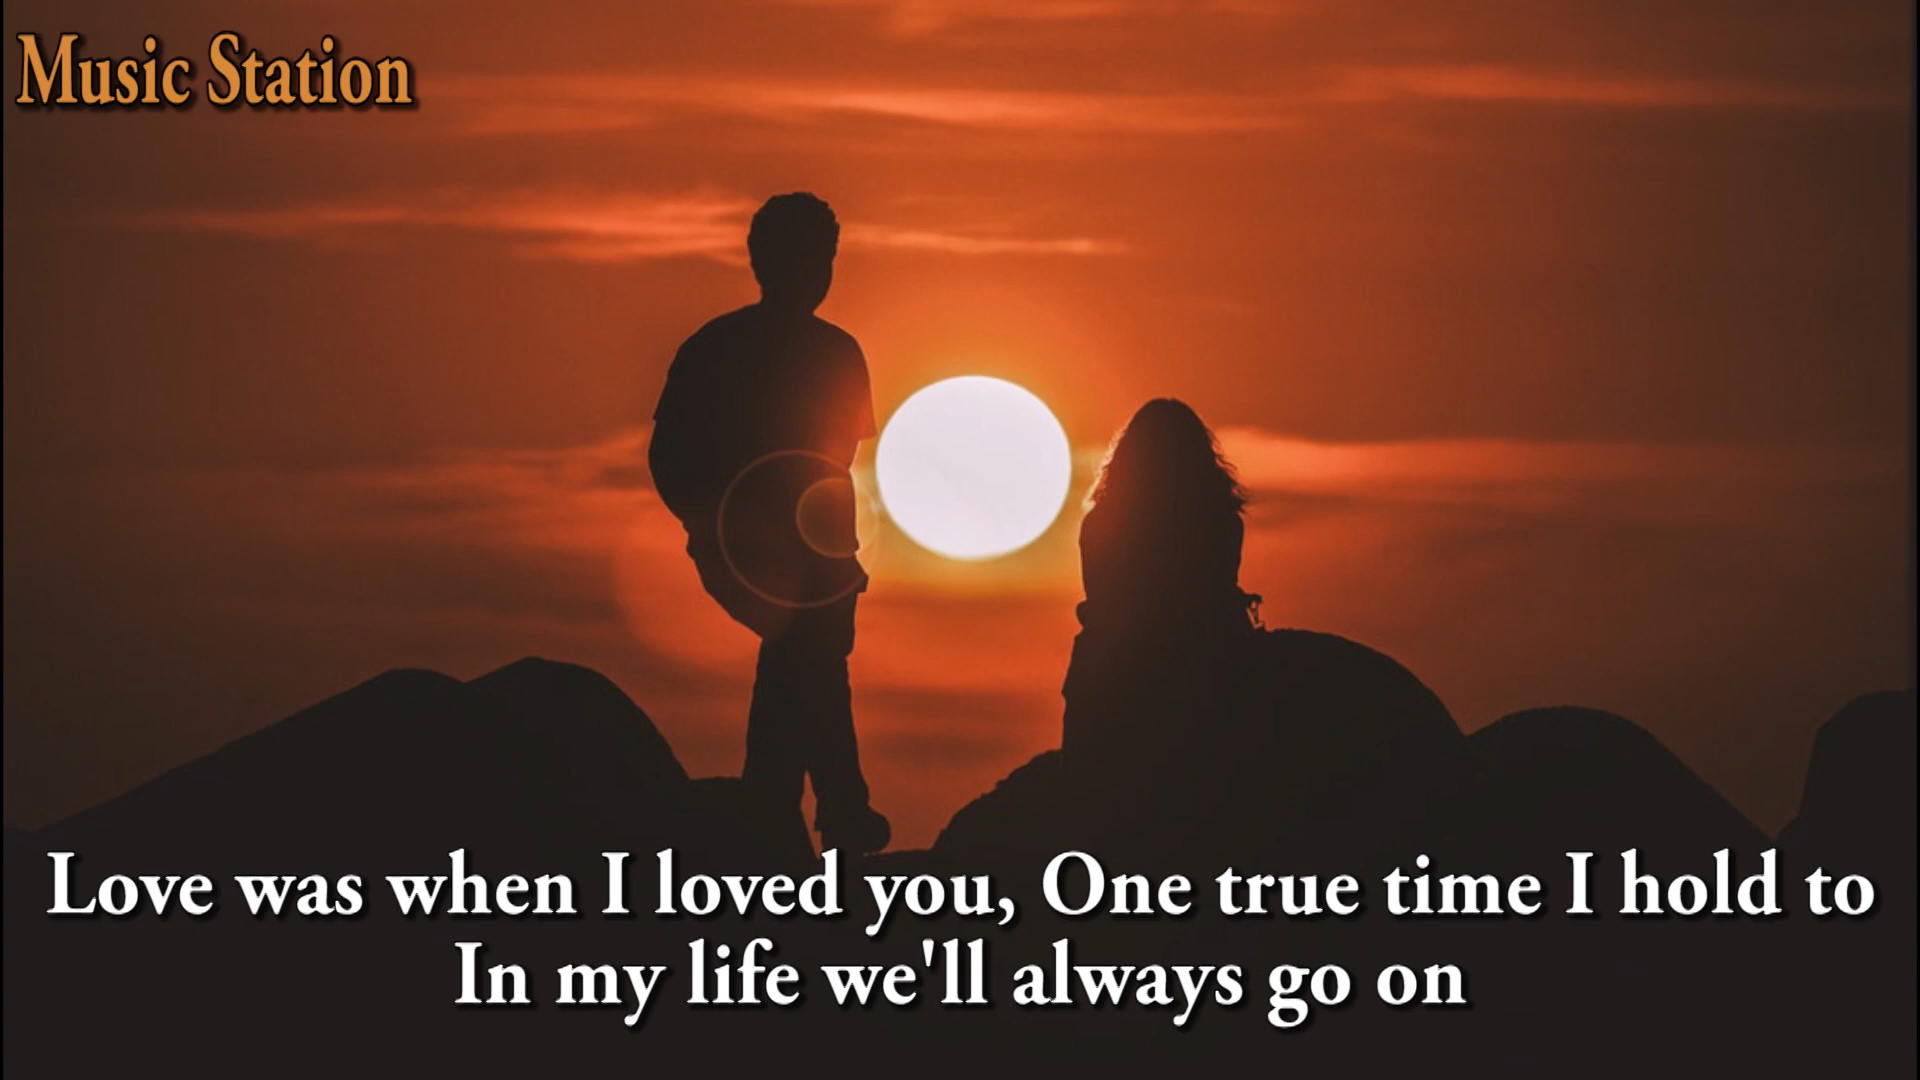 Music Station
Love was when I loved you, One true time I hold to
In my life we'll always go on